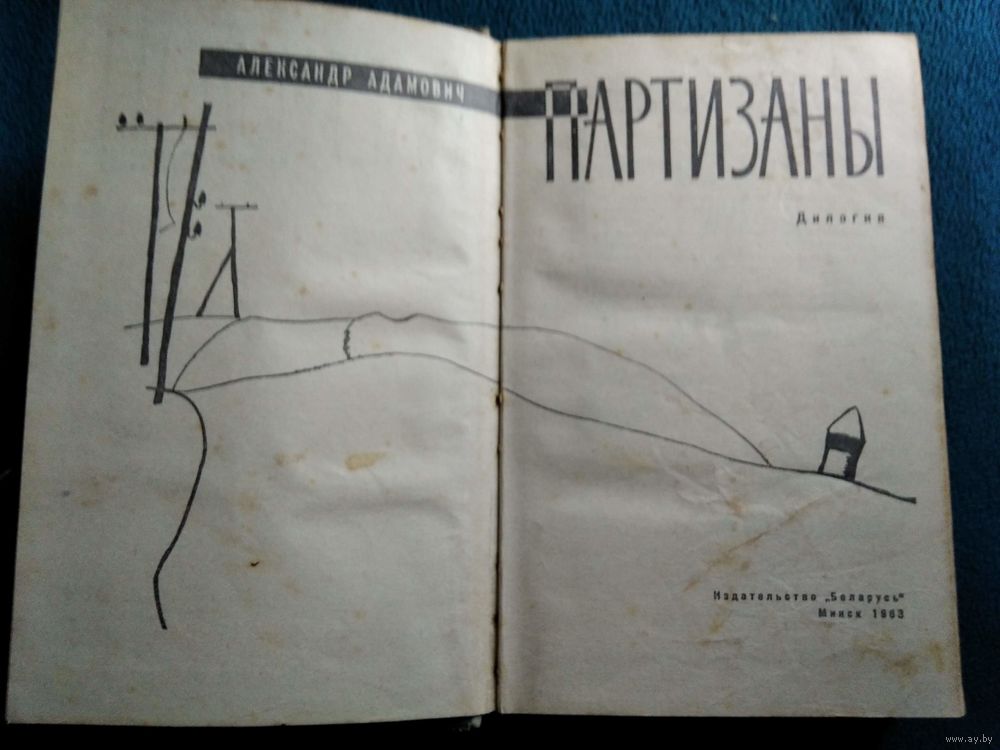 АЛЕКСАНДР АДАМОВИЧ
ПАРТИЗАНЫ
Дилогия
Издательство „Беларусь“
Минск 1963
www.ay.by